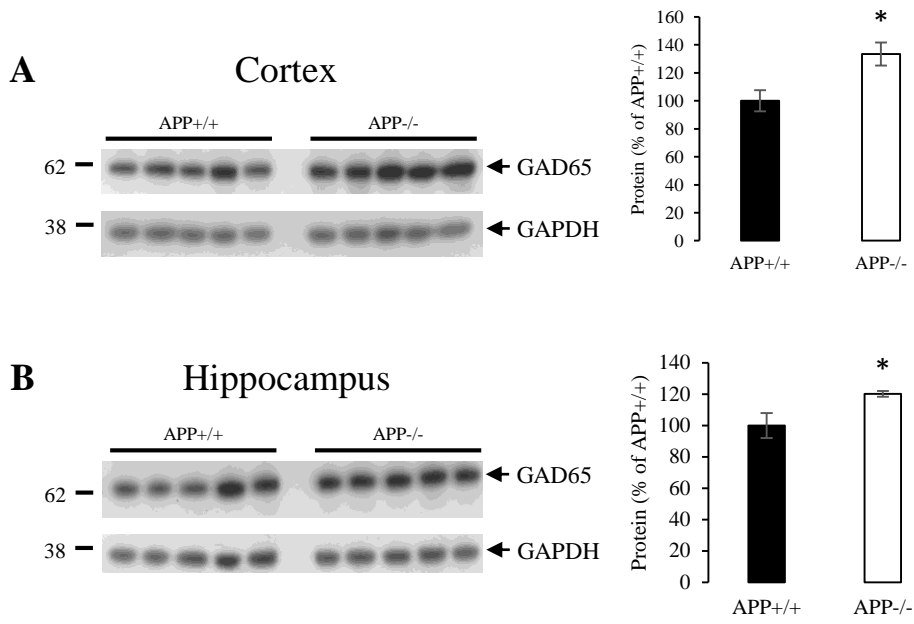 A
Cortex
APP+/+ APP-/-
62
GAD65
38
GAPDH
Protein (% of APP+/+)
160
140
120
100
80
60
40
20
0
*
APP+/+ APP-/-
B
Hippocampus
APP+/+ APP-/-
GAD65
62
38
GAPDH
Protein (% of APP+/+)
140
120
100
80
60
40
20
0
*
APP+/+ APP-/-